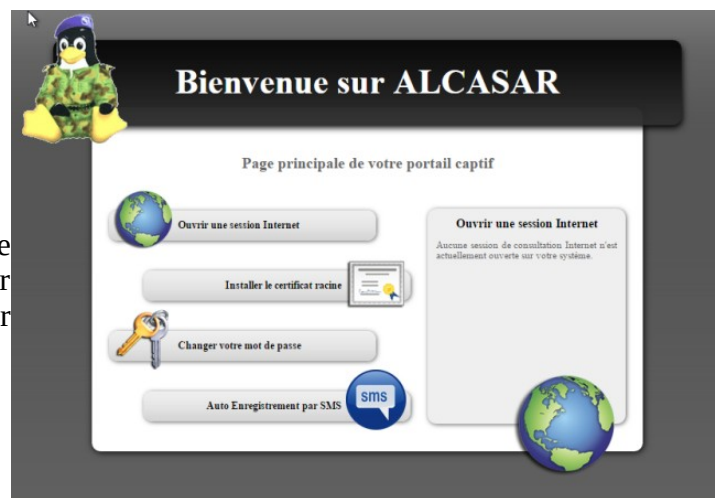 Bienvenue sur ALCASAR
Page principale de votre portail captif
Ouvrir une session Internet
Installer le certificat racine
Changer votre mot de passe
Auto Enregistrement par SMS
sms
Ouvrir une session Internet
Aucune session de consultation Internet n'est
actuellement ouverte sur votre système.
e
r
r